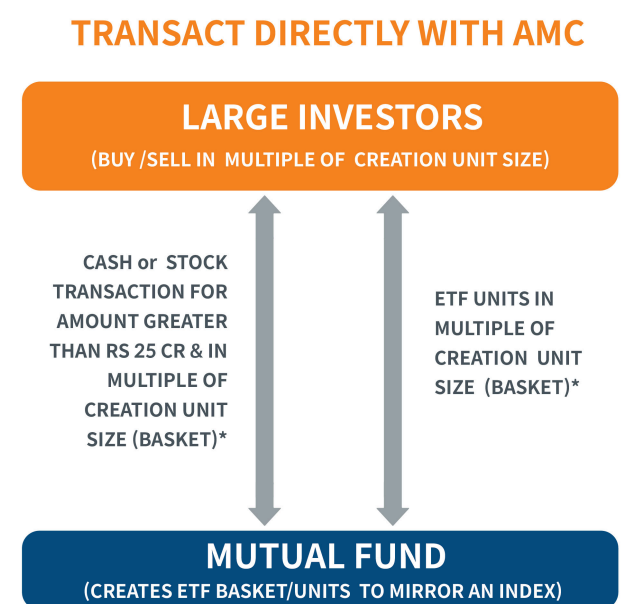 TRANSACT DIRECTLY WITH AMC
LARGE INVESTORS
(BUY /SELL IN MULTIPLE OF CREATION UNIT SIZE)
CASH or STOCK
TRANSACTION FOR
AMOUNT GREATER
THAN RS 25 CR & IN
MULTIPLE OF
CREATION UNIT
SIZE (BASKET)*
ETF UNITS IN
MULTIPLE OF
CREATION UNIT
SIZE (BASKET)*
MUTUAL FUND
(CREATES ETF BASKET/UNITS TO MIRROR AN INDEX)